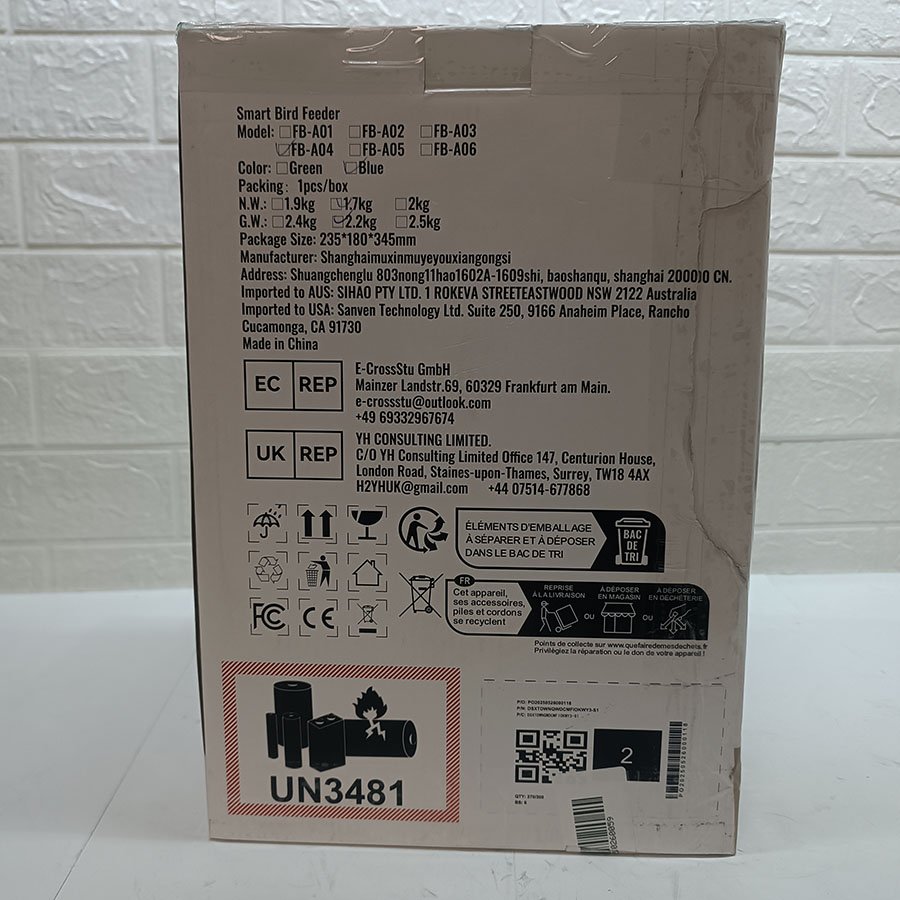 Smart Bird Feeder
Model: □FB-A01 □FB-A02 □FB-A03
☑FB-A04 □FB-A05 □FB-A06
Color: □Green ☑Blue
Packing: 1pcs/box
N.W.: □1.9kg ☑1.7kg □2kg
G.W.: □2.4kg ☑2.2kg □2.5kg
Package Size: 235*180*345mm
Manufacturer: Shanghaimuxinmuyeyouxiangongsi
Address: Shuangchenglu 803nong11hao1602A-1609shi, baoshanqu, shanghai 200000 CN.
Imported to AUS: SIHAO PTY LTD. 1 ROKEVA STREETEASTWOOD NSW 2122 Australia
Imported to USA: Sanven Technology Ltd. Suite 250, 9166 Anaheim Place, Rancho
Cucamonga, CA 91730
Made in China
EC REP
E-CrossStu GmbH
Mainzer Landstr.69, 60329 Frankfurt am Main.
e-crossstu@outlook.com
+49 69332967674
UK REP
YH CONSULTING LIMITED.
C/O YH Consulting Limited Office 147, Centurion House,
London Road, Staines-upon-Thames, Surrey, TW18 4AX
H2YHUK@gmail.com +44 07514-677868
ÉLÉMENTS D'EMBALLAGE
À SÉPARER ET À DÉPOSER
DANS LE BAC DE TRI
BAC
DE
TRI
FC CE
FR
Cet appareil,
ses accessoires,
piles et cordons
se recyclent
REPRISE
À LA LIVRAISON
OU
À DÉPOSER
EN MAGASIN
OU
À DÉPOSER
EN DÉCHÈTERIE
Points de collecte sur www.quefairedemesdechets.fr
Privilégiez la réparation ou le don de votre appareil !
UN3481
P/O:
P/N:
P/C:
2
QTY: 370/500
BS: 6